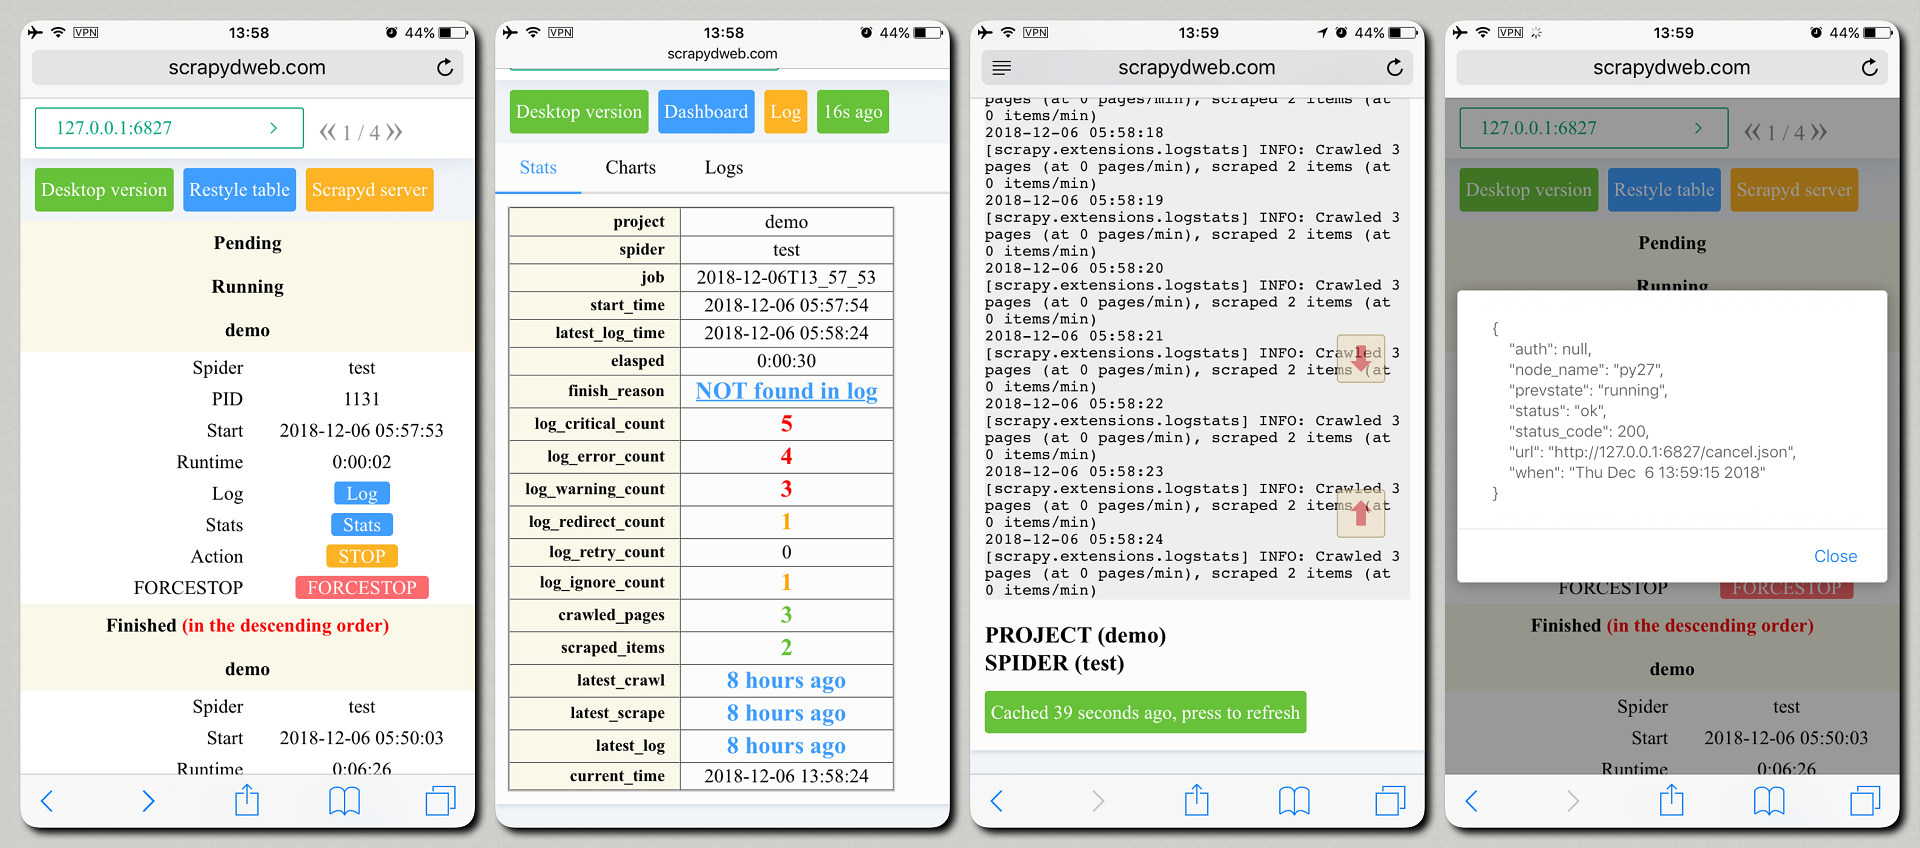 VPN 13:58 44%
scrapydweb.com
127.0.0.1:6827 1 / 4
Desktop version Restyle table Scrapyd server
Pending
Running
demo
Spider test
PID 1131
Start 2018-12-06 05:57:53
Runtime 0:00:02
Log Log
Stats Stats
Action STOP
FORCESTOP FORCESTOP
Finished (in the descending order)
demo
Spider test
Start 2018-12-06 05:50:03
Runtime 0:06:26
VPN 13:58 44%
scrapydweb.com
Desktop version Dashboard Log 16s ago
Stats Charts Logs
project demo
spider test
job 2018-12-06T13_57_53
start_time 2018-12-06 05:57:54
latest_log_time 2018-12-06 05:58:24
elasped 0:00:30
finish_reason NOT found in log
log_critical_count 5
log_error_count 4
log_warning_count 3
log_redirect_count 1
log_retry_count 0
log_ignore_count 1
crawled_pages 3
scraped_items 2
latest_crawl 8 hours ago
latest_scrape 8 hours ago
latest_log 8 hours ago
current_time 2018-12-06 13:58:24
VPN 13:59 44%
scrapydweb.com
pages (at 0 pages/min), scraped 2 items (at
0 items/min)
2018-12-06 05:58:18
[scrapy.extensions.logstats] INFO: Crawled 3
pages (at 0 pages/min), scraped 2 items (at
0 items/min)
2018-12-06 05:58:19
[scrapy.extensions.logstats] INFO: Crawled 3
pages (at 0 pages/min), scraped 2 items (at
0 items/min)
2018-12-06 05:58:20
[scrapy.extensions.logstats] INFO: Crawled 3
pages (at 0 pages/min), scraped 2 items (at
0 items/min)
2018-12-06 05:58:21
[scrapy.extensions.logstats] INFO: Crawled 3
pages (at 0 pages/min), scraped 2 items (at
0 items/min)
2018-12-06 05:58:22
[scrapy.extensions.logstats] INFO: Crawled 3
pages (at 0 pages/min), scraped 2 items (at
0 items/min)
2018-12-06 05:58:23
[scrapy.extensions.logstats] INFO: Crawled 3
pages (at 0 pages/min), scraped 2 items (at
0 items/min)
2018-12-06 05:58:24
[scrapy.extensions.logstats] INFO: Crawled 3
pages (at 0 pages/min), scraped 2 items (at
0 items/min)
PROJECT (demo)
SPIDER (test)
Cached 39 seconds ago, press to refresh
VPN 13:59 44%
scrapydweb.com
127.0.0.1:6827 1 / 4
Desktop version Restyle table Scrapyd server
Pending
Running
{
"auth": null,
"node_name": "py27",
"prevstate": "running",
"status": "ok",
"status_code": 200,
"url": "http://127.0.0.1:6827/cancel.json",
"when": "Thu Dec  6 13:59:15 2018"
}
Close
FORCESTOP FORCESTOP
Finished (in the descending order)
demo
Spider test
Start 2018-12-06 05:50:03
Runtime 0:06:26